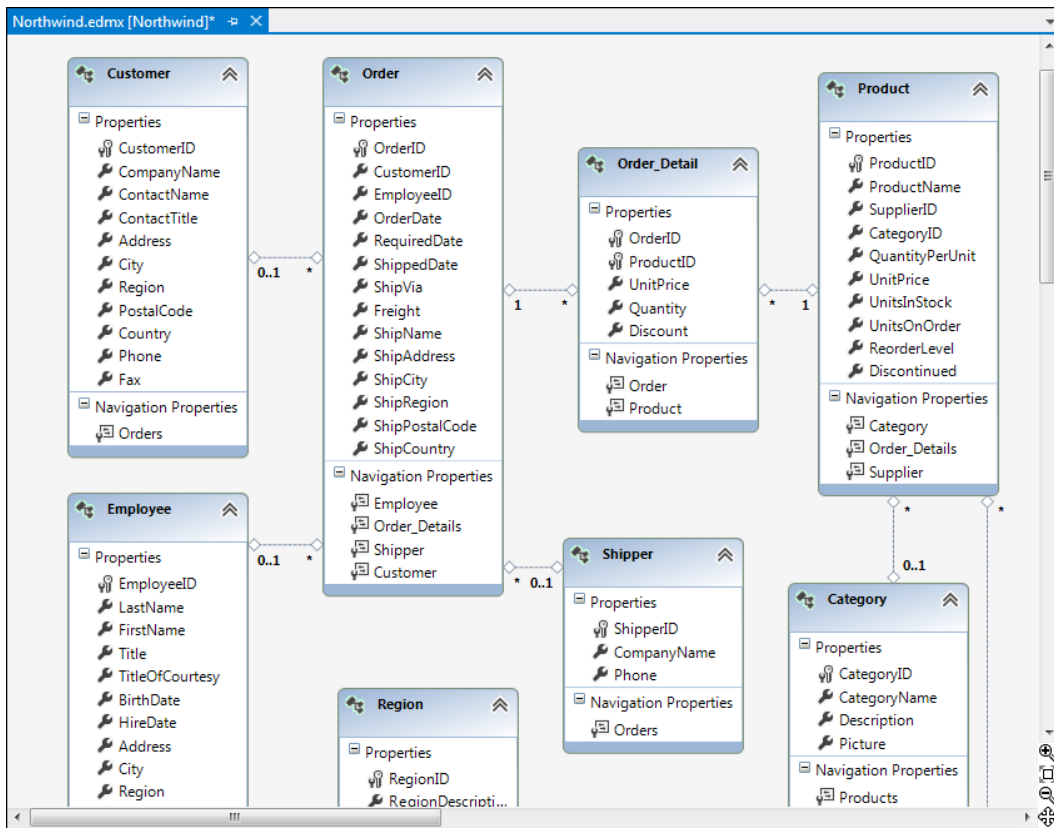 Northwind.edmx [Northwind]*
Customer
Properties
CustomerID
CompanyName
ContactName
ContactTitle
Address
City
Region
PostalCode
Country
Phone
Fax
Navigation Properties
Orders
0..1 *
Order
Properties
OrderID
CustomerID
EmployeeID
OrderDate
RequiredDate
ShippedDate
ShipVia
Freight
ShipName
ShipAddress
ShipCity
ShipRegion
ShipPostalCode
ShipCountry
Navigation Properties
Employee
Order_Details
Shipper
Customer
1 *
Order_Detail
Properties
OrderID
ProductID
UnitPrice
Quantity
Discount
Navigation Properties
Order
Product
* 1
Product
Properties
ProductID
ProductName
SupplierID
CategoryID
QuantityPerUnit
UnitPrice
UnitsInStock
UnitsOnOrder
ReorderLevel
Discontinued
Navigation Properties
Category
Order_Details
Supplier
* *
0..1
Employee
Properties
EmployeeID
LastName
FirstName
Title
TitleOfCourtesy
BirthDate
HireDate
Address
City
Region
0..1 *
* 0..1
Shipper
Properties
ShipperID
CompanyName
Phone
Navigation Properties
Orders
Region
Properties
RegionID
RegionDescripti...
Category
Properties
CategoryID
CategoryName
Description
Picture
Navigation Properties
Products